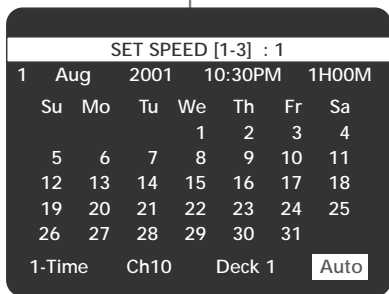 SET SPEED [1-3] : 1
1 Aug 2001 10:30PM 1H00M
Su Mo Tu We Th Fr Sa
1 2 3 4
5 6 7 8 9 10 11
12 13 14 15 16 17 18
19 20 21 22 23 24 25
26 27 28 29 30 31
1-Time Ch10 Deck 1 Auto